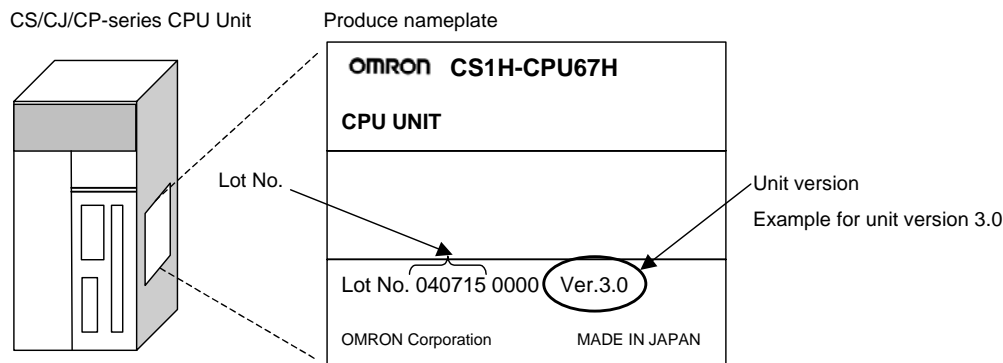 CS/CJ/CP-series CPU Unit
Produce nameplate
OMRON CS1H-CPU67H
CPU UNIT
Lot No.
Unit version
Example for unit version 3.0
Lot No. 040715 0000 Ver.3.0
OMRON Corporation MADE IN JAPAN